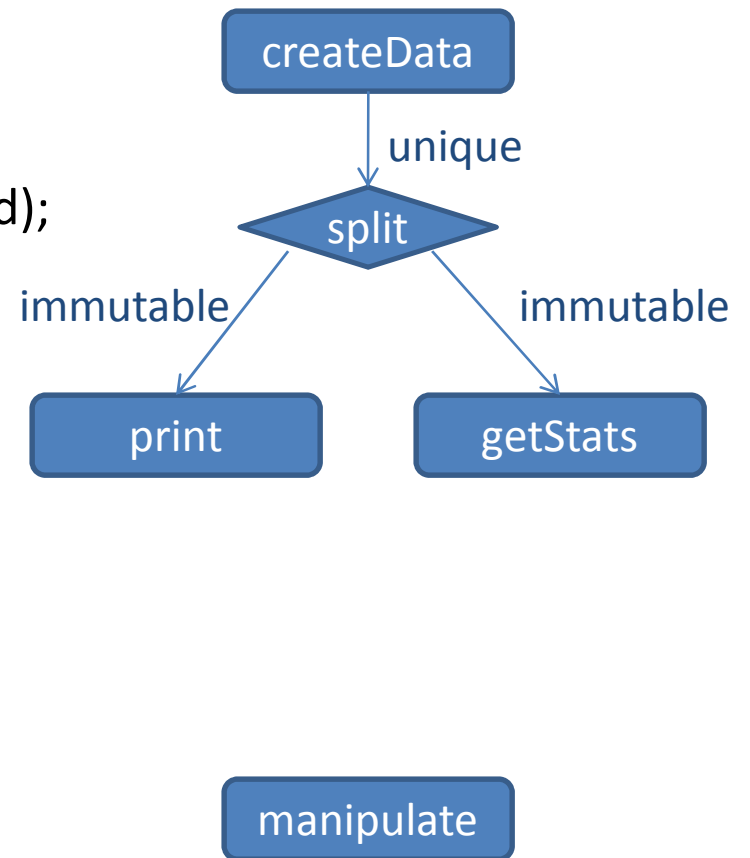 createData
unique
d);
split
immutable
immutable
print
getStats
manipulate